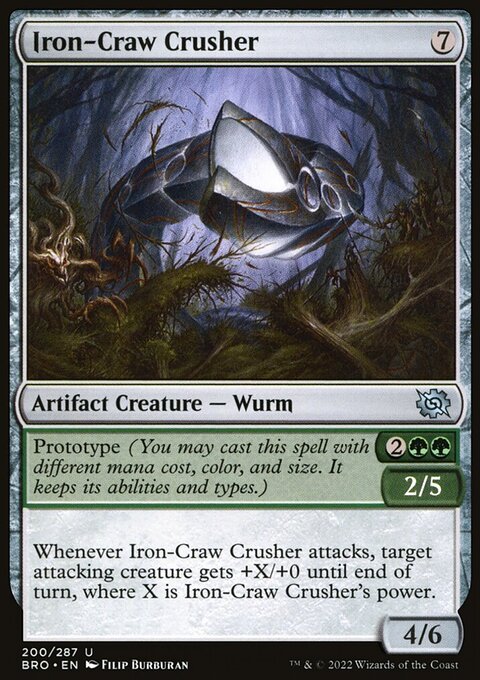 Iron-Craw Crusher 7
Artifact Creature — Wurm
Prototype (You may cast this spell with 2
different mana cost, color, and size. It
keeps its abilities and types.) 2/5
Whenever Iron-Craw Crusher attacks, target
attacking creature gets +X/+0 until end of
turn, where X is Iron-Craw Crusher's power.
4/6
200/287 U
BRO • EN Filip Burburan ™ & © 2022 Wizards of the Coast